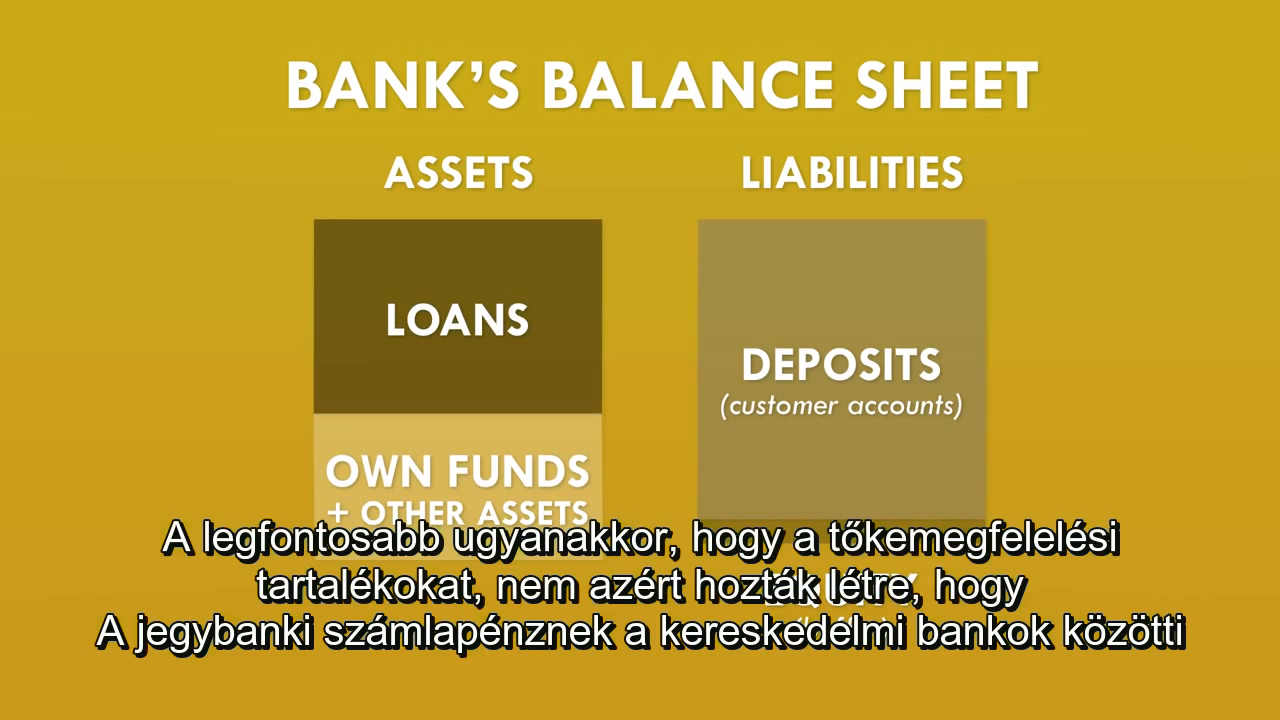 BANK'S BALANCE SHEET
ASSETS
LIABILITIES
LOANS
DEPOSITS
(customer accounts)
OWN FUNDS
+ OTHER ASSETS
EQUITY
A legfontosabb ugyanakkor, hogy a tőkemegfelelési
tartalékokat, nem azért hozták létre, hogy
A jegybanki számlapénznek a kereskedelmi bankok közötti